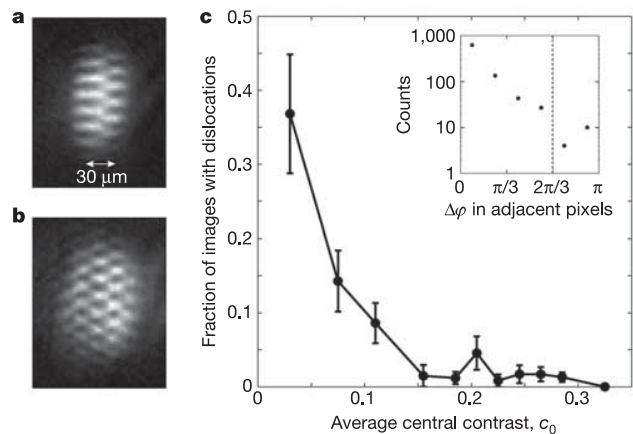 a
30 μm
b
c
Fraction of images with dislocations
0.5
0.4
0.3
0.2
0.1
0
0
0.1
0.2
0.3
Average central contrast, c₀
Counts
1,000
100
10
1
0
π/3
2π/3
π
Δφ in adjacent pixels